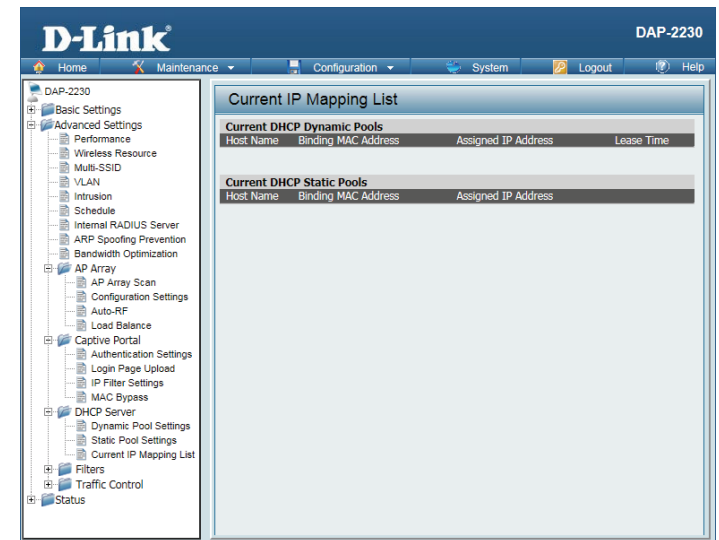 D-Link®
DAP-2230
Home
Maintenance
Configuration
System
Logout
Help
DAP-2230
Basic Settings
Advanced Settings
Performance
Wireless Resource
Multi-SSID
VLAN
Intrusion
Schedule
Internal RADIUS Server
ARP Spoofing Prevention
Bandwidth Optimization
AP Array
AP Array Scan
Configuration Settings
Auto-RF
Load Balance
Captive Portal
Authentication Settings
Login Page Upload
IP Filter Settings
MAC Bypass
DHCP Server
Dynamic Pool Settings
Static Pool Settings
Current IP Mapping List
Filters
Traffic Control
Status
Current IP Mapping List
Current DHCP Dynamic Pools
Host Name Binding MAC Address Assigned IP Address Lease Time
Current DHCP Static Pools
Host Name Binding MAC Address Assigned IP Address